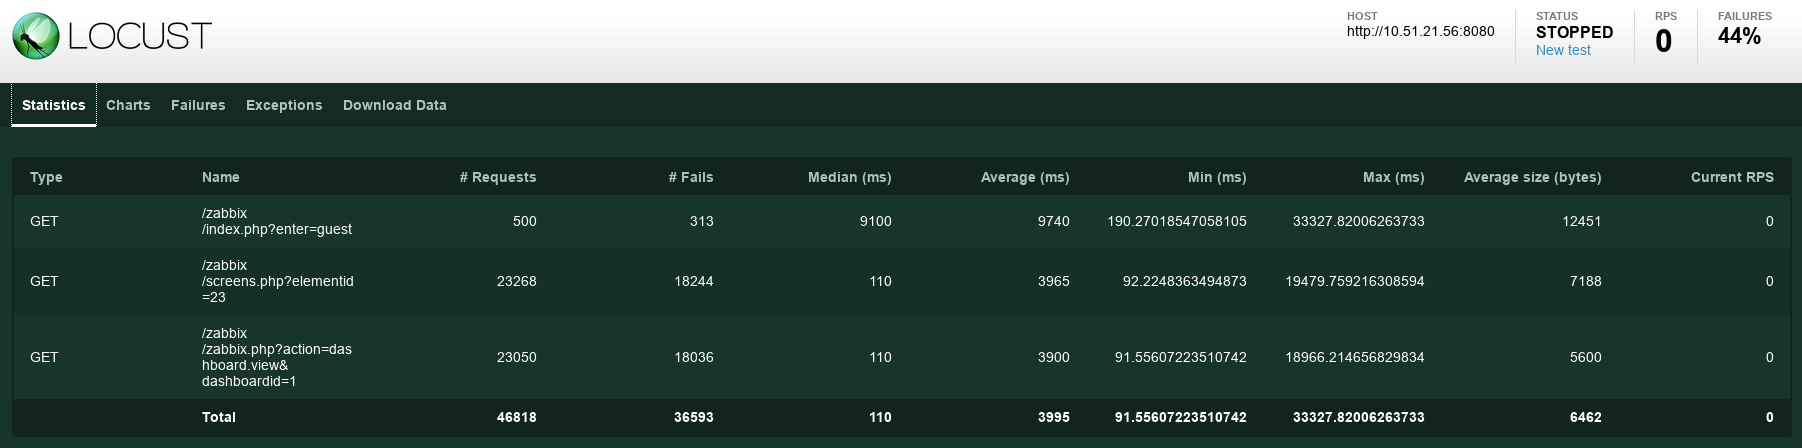 LOCUST
HOST
http://10.51.21.56:8080
STATUS
STOPPED
New test
RPS
0
FAILURES
44%
Statistics Charts Failures Exceptions Download Data
Type Name # Requests # Fails Median (ms) Average (ms) Min (ms) Max (ms) Average size (bytes) Current RPS
GET /zabbix
/index.php?enter=guest 500 313 9100 9740 190.27018547058105 33327.82006263733 12451 0
/zabbix
GET /screens.php?elementid 23268 18244 110 3965 92.2248363494873 19479.759216308594 7188 0
=23
/zabbix
GET /zabbix.php?action=das 23050 18036 110 3900 91.55607223510742 18966.214656829834 5600 0
hboard.view&
dashboardid=1
Total 46818 36593 110 3995 91.55607223510742 33327.82006263733 6462 0